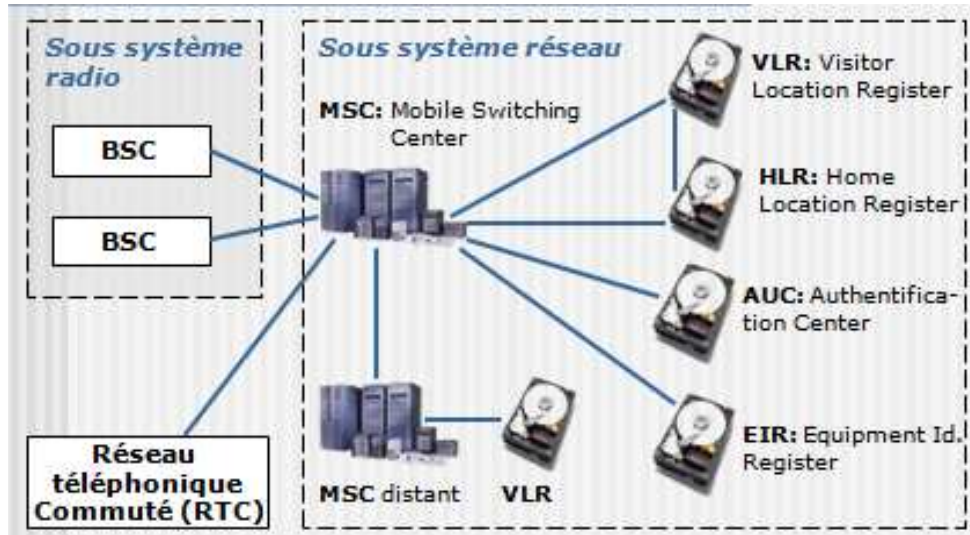 Sous système
radio
BSC
BSC
Réseau
téléphonique
Commuté (RTC)
Sous système réseau
MSC: Mobile Switching
Center
VLR: Visitor
Location Register
HLR: Home
Location Register
AUC: Authentifica-
tion Center
EIR: Equipment Id.
Register
MSC distant
VLR